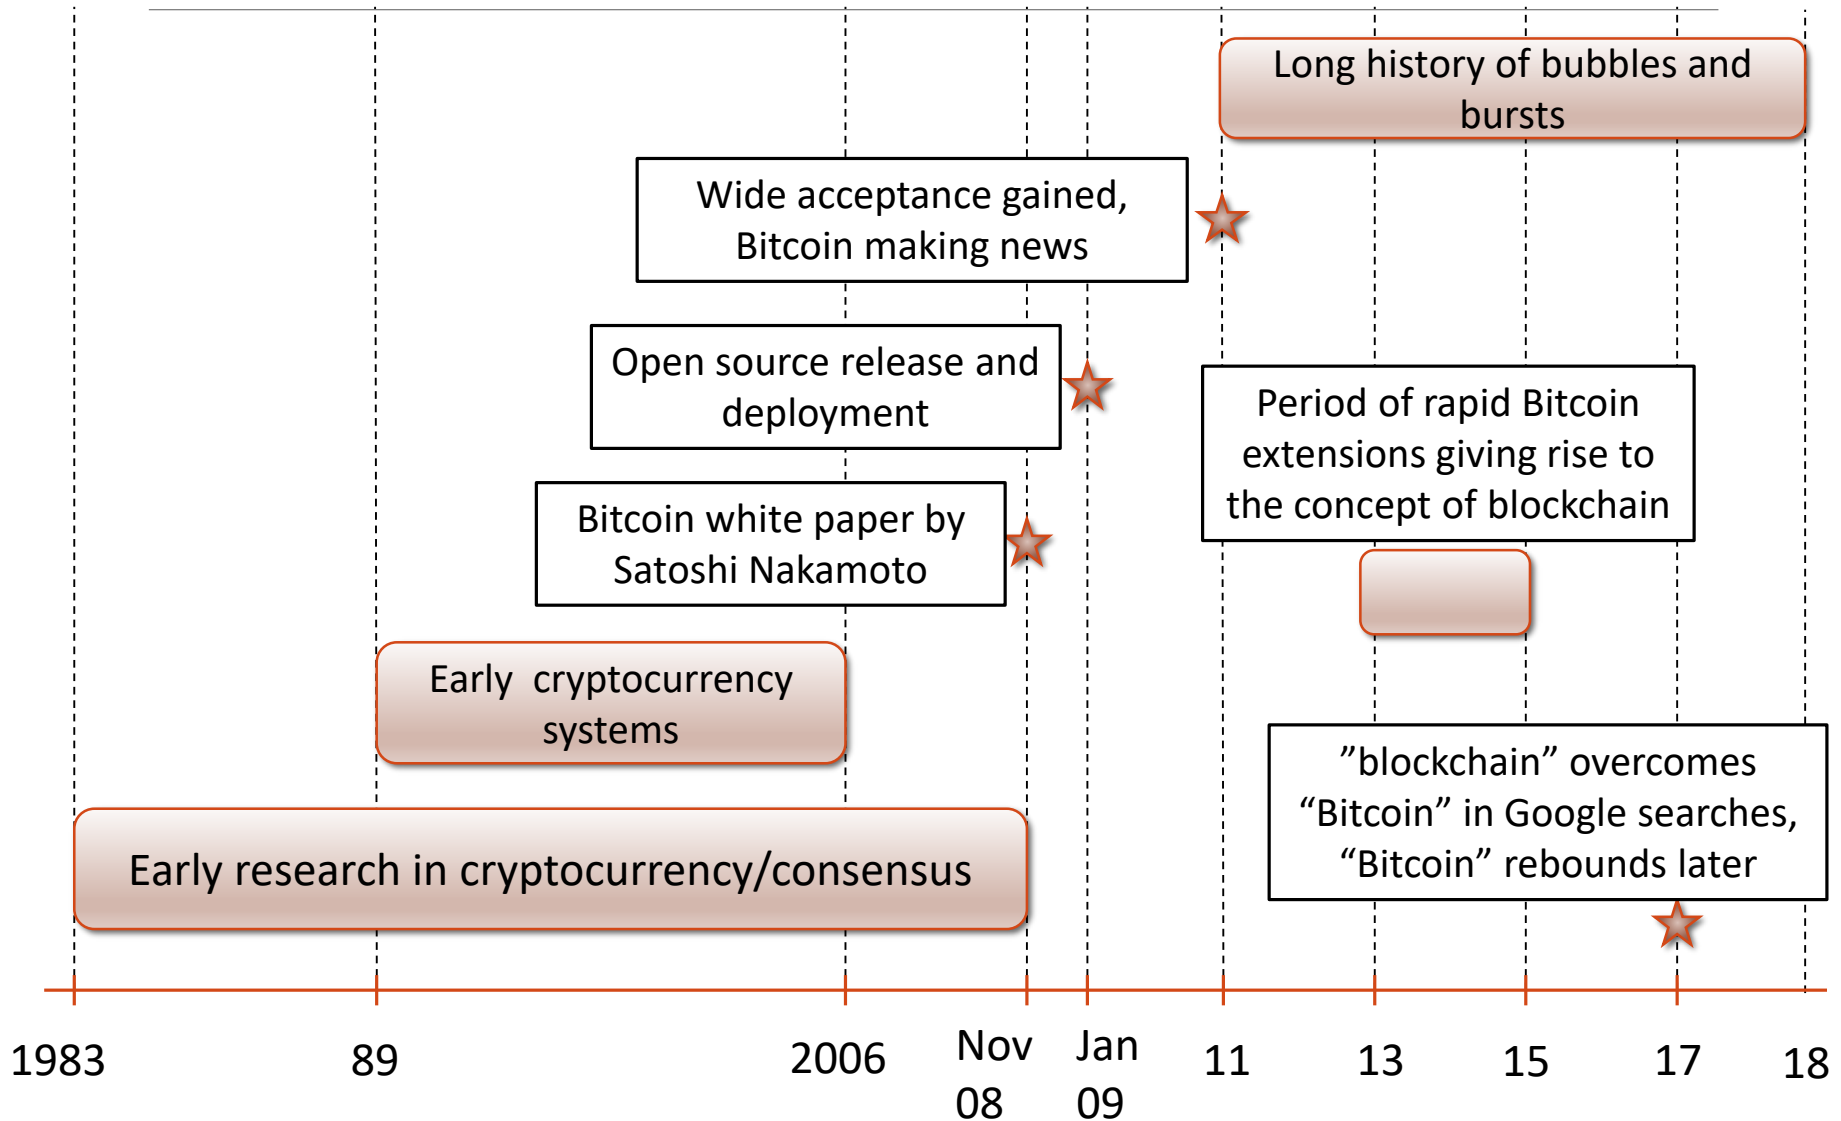 Long history of bubbles and
bursts
Wide acceptance gained,
Bitcoin making news
Open source release and
deployment
Period of rapid Bitcoin
extensions giving rise to
the concept of blockchain
Bitcoin white paper by
Satoshi Nakamoto
Early cryptocurrency
systems
”blockchain” overcomes
“Bitcoin” in Google searches,
“Bitcoin” rebounds later
Early research in cryptocurrency/consensus
1983
89
2006
Nov
08
Jan
09
11
13
15
17
18